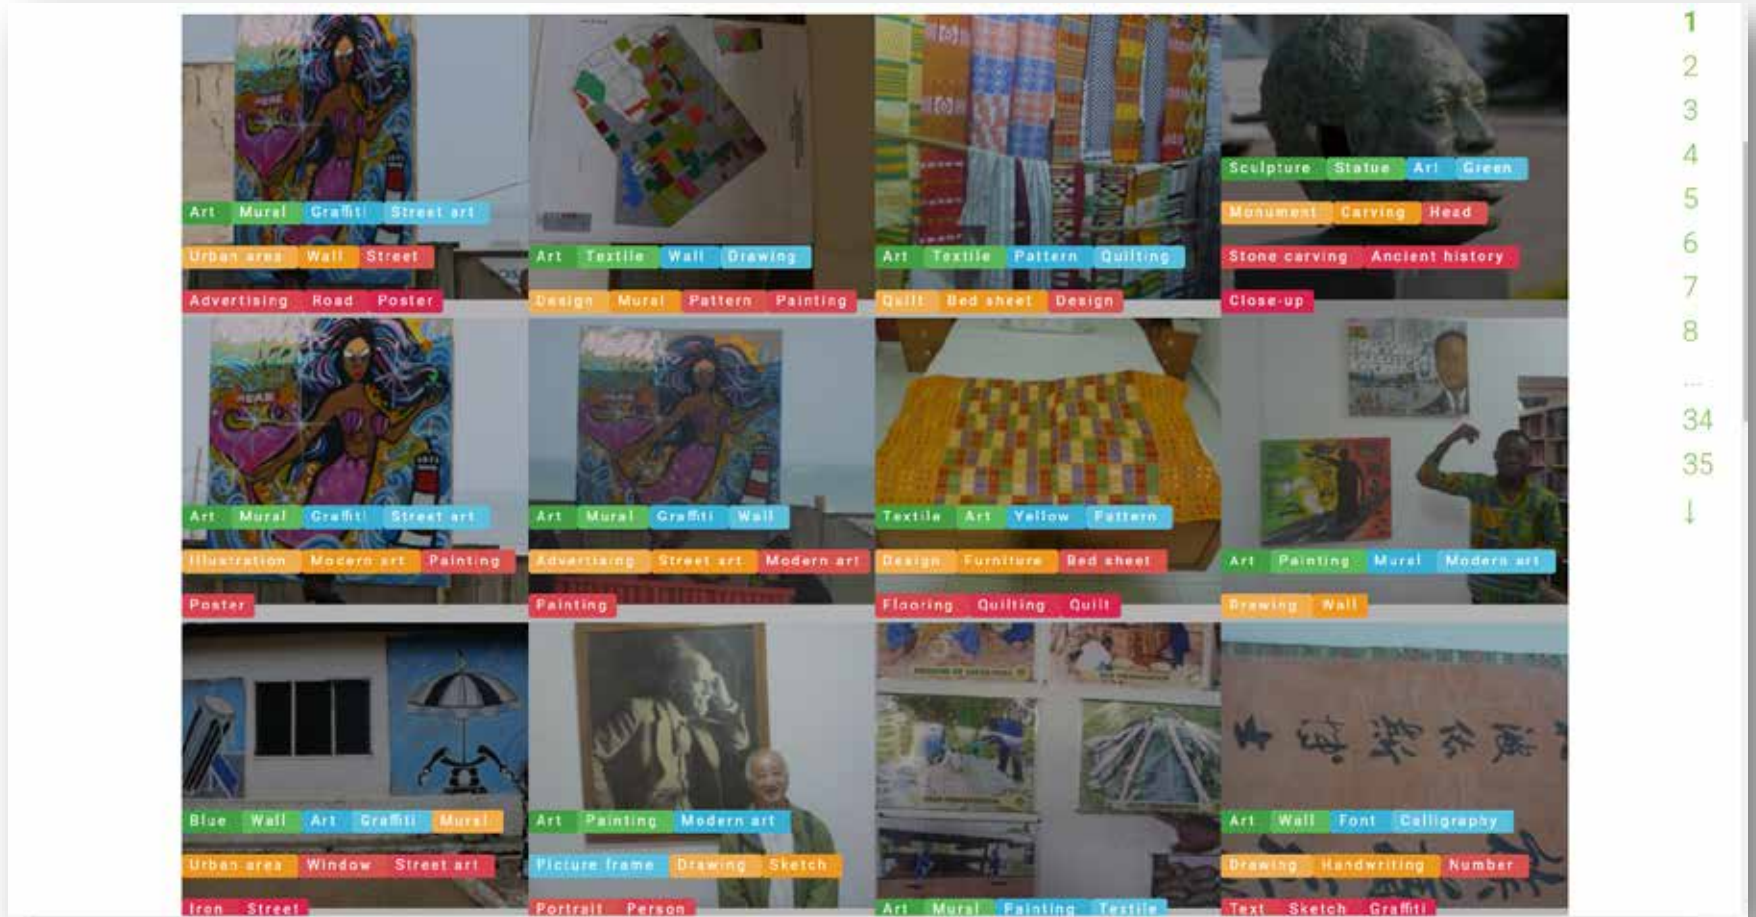 1
2
3
4
5
6
7
8
...
34
35
↓
Art Mural Graffiti Street art
Urban area Wall Street
Advertising Road Poster
Art Textile Wall Drawing
Design Mural Pattern Painting
Art Textile Pattern Quilting
Quilt Bed sheet Design
Sculpture Statue Art Green
Monument Carving Head
Stone carving Ancient history
Close-up
Art Mural Graffiti Street art
Illustration Modern art Painting
Poster
Art Mural Graffiti Wall
Advertising Street art Modern art
Painting
Textile Art Yellow Pattern
Design Furniture Bed sheet
Flooring Quilting Quilt
Art Painting Mural Modern art
Drawing Wall
Blue Wall Art Graffiti Mural
Urban area Window Street art
Iron Street
Art Painting Modern art
Picture frame Drawing Sketch
Portrait Person
Art Mural Painting Textile
Art Wall Font Calligraphy
Drawing Handwriting Number
Text Sketch Graffiti